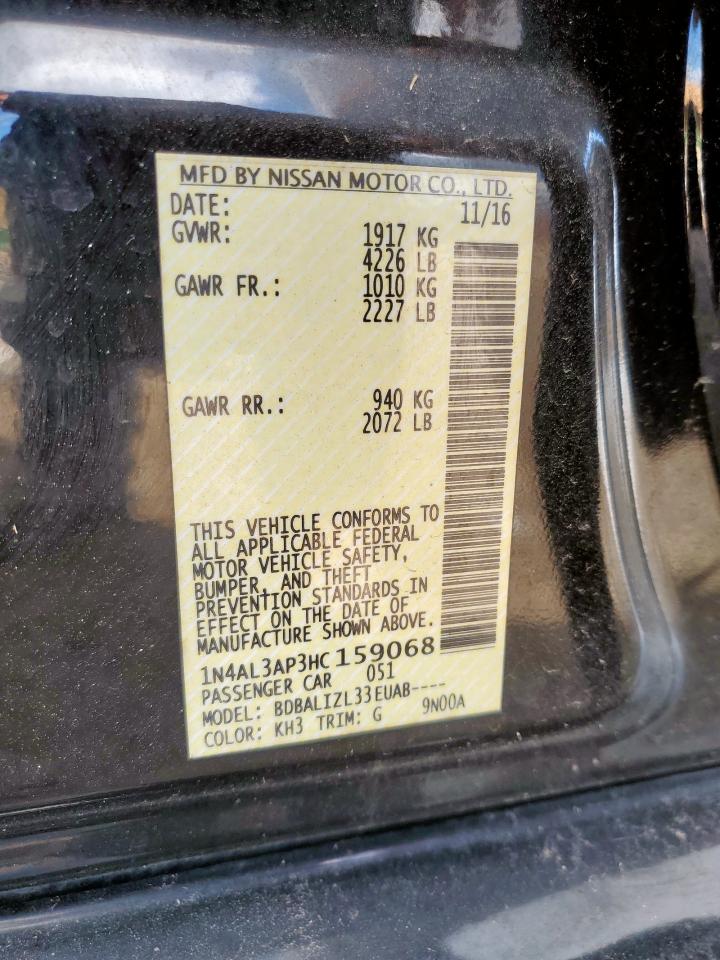 MFD BY NISSAN MOTOR CO., LTD.
DATE: 11/16
GVWR: 1917 KG
4226 LB
GAWR FR.: 1010 KG
2227 LB
GAWR RR.: 940 KG
2072 LB
THIS VEHICLE CONFORMS TO
ALL APPLICABLE FEDERAL
MOTOR VEHICLE SAFETY,
BUMPER, AND THEFT
PREVENTION STANDARDS IN
EFFECT ON THE DATE OF
MANUFACTURE SHOWN ABOVE.
1N4AL3AP3HC159068
PASSENGER CAR 051
MODEL: BDBALIZL33EUAB----
COLOR: KH3 TRIM: G 9N00A